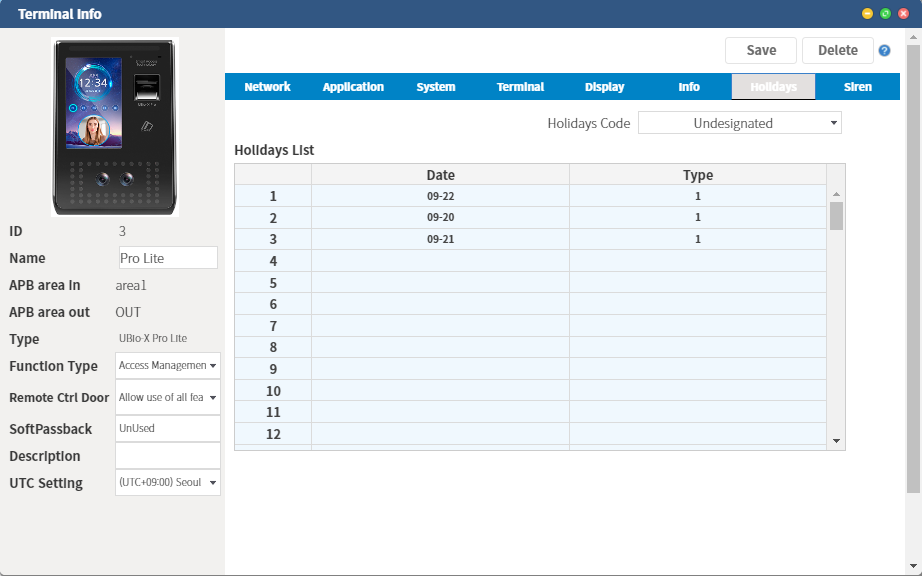 Terminal Info
Save
Delete
?
Network
Application
System
Terminal
Display
Info
Holidays
Siren
12:34
Holidays Code
Undesignated
Holidays List
Date
Type
1
09-22
1
2
09-20
1
3
09-21
1
4
5
6
7
8
9
10
11
12
ID
3
Name
Pro Lite
APB area in
area1
APB area out
OUT
Type
UBio-X Pro Lite
Function Type
Access Managemen
Remote Ctrl Door
Allow use of all fea
SoftPassback
UnUsed
Description
UTC Setting
(UTC+09:00) Seoul